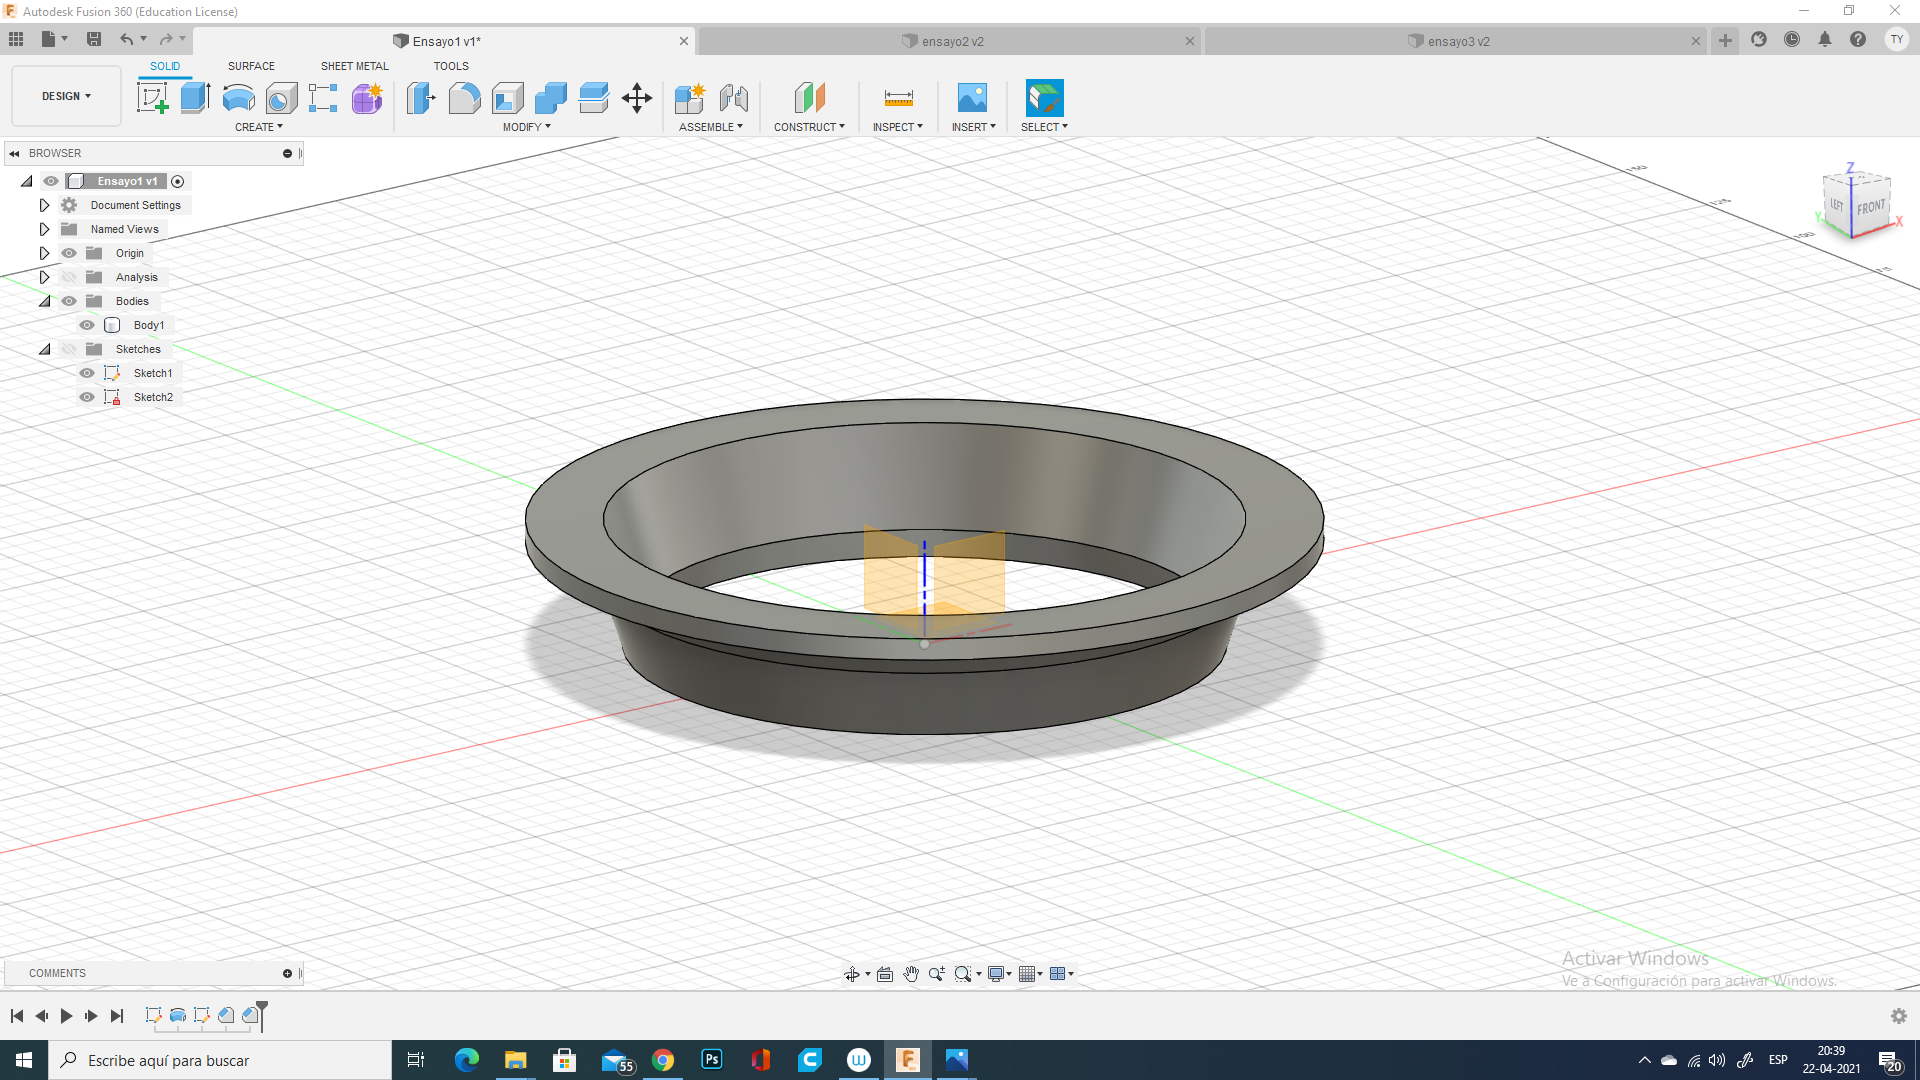 Autodesk Fusion 360 (Education License)
Ensayo1 v1*
ensayo2 v2
ensayo3 v2
TY
DESIGN
SOLID
SURFACE
SHEET METAL
TOOLS
CREATE
MODIFY
ASSEMBLE
CONSTRUCT
INSPECT
INSERT
SELECT
BROWSER
Ensayo1 v1
Document Settings
Named Views
Origin
Analysis
Bodies
Body1
Sketches
Sketch1
Sketch2
Z
LEFT
FRONT
Y
X
125
100
75
Activar Windows
Ve a Configuración para activar Windows.
COMMENTS
Escribe aquí para buscar
55
Ps
W
F
ESP
20:39
22-04-2021
20